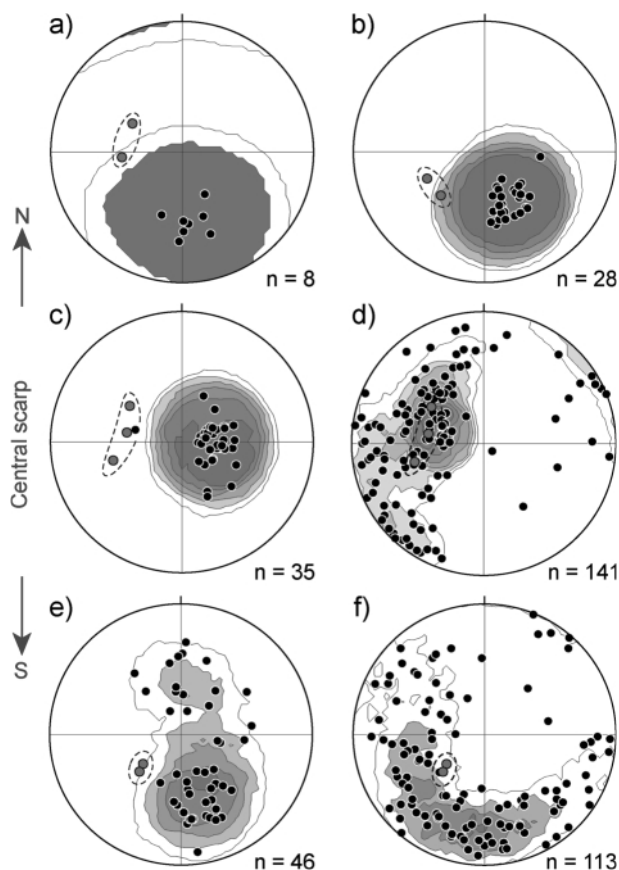 a)
b)
n = 8
n = 28
N
Central scarp
S
c)
d)
n = 35
n = 141
e)
f)
n = 46
n = 113